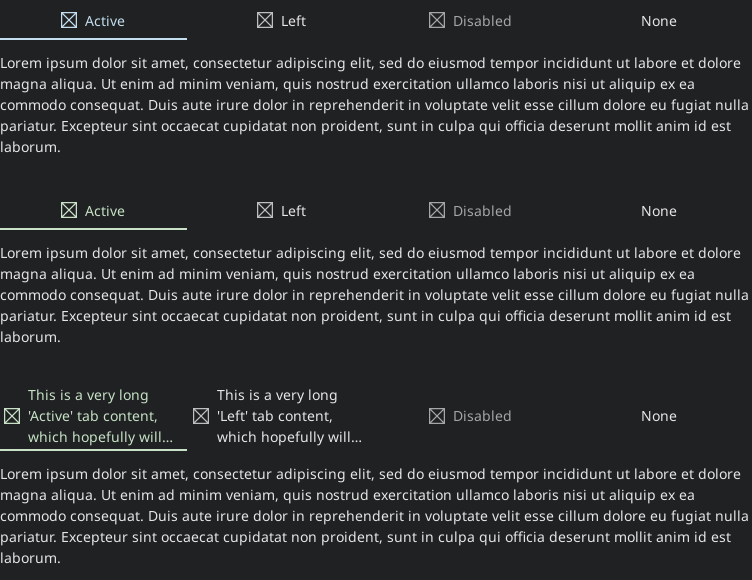 Active Left Disabled None
Lorem ipsum dolor sit amet, consectetur adipiscing elit, sed do eiusmod tempor incididunt ut labore et dolore
magna aliqua. Ut enim ad minim veniam, quis nostrud exercitation ullamco laboris nisi ut aliquip ex ea
commodo consequat. Duis aute irure dolor in reprehenderit in voluptate velit esse cillum dolore eu fugiat nulla
pariatur. Excepteur sint occaecat cupidatat non proident, sunt in culpa qui officia deserunt mollit anim id est
laborum.
Active Left Disabled None
Lorem ipsum dolor sit amet, consectetur adipiscing elit, sed do eiusmod tempor incididunt ut labore et dolore
magna aliqua. Ut enim ad minim veniam, quis nostrud exercitation ullamco laboris nisi ut aliquip ex ea
commodo consequat. Duis aute irure dolor in reprehenderit in voluptate velit esse cillum dolore eu fugiat nulla
pariatur. Excepteur sint occaecat cupidatat non proident, sunt in culpa qui officia deserunt mollit anim id est
laborum.
This is a very long
'Active' tab content,
which hopefully will...
This is a very long
'Left' tab content,
which hopefully will...
Disabled
None
Lorem ipsum dolor sit amet, consectetur adipiscing elit, sed do eiusmod tempor incididunt ut labore et dolore
magna aliqua. Ut enim ad minim veniam, quis nostrud exercitation ullamco laboris nisi ut aliquip ex ea
commodo consequat. Duis aute irure dolor in reprehenderit in voluptate velit esse cillum dolore eu fugiat nulla
pariatur. Excepteur sint occaecat cupidatat non proident, sunt in culpa qui officia deserunt mollit anim id est
laborum.